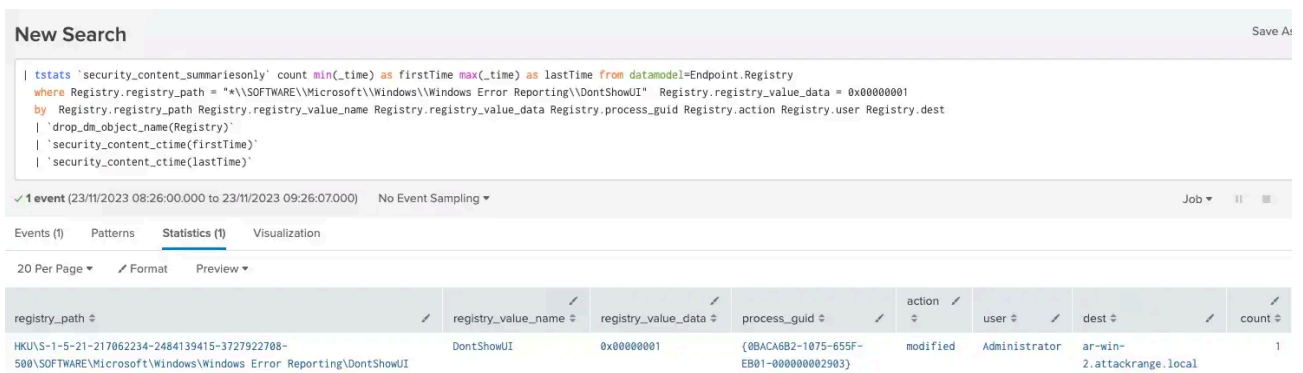 New Search
Save As
| tstats `security_content_summariesonly` count min(_time) as firstTime max(_time) as lastTime from datamodel=Endpoint.Registry
where Registry.registry_path = "*\\SOFTWARE\\Microsoft\\Windows\\Windows Error Reporting\\DontShowUI" Registry.registry_value_data = 0x00000001
by Registry.registry_path Registry.registry_value_name Registry.registry_value_data Registry.process_guid Registry.action Registry.user Registry.dest
| `drop_dm_object_name(Registry)`
| `security_content_ctime(firstTime)`
| `security_content_ctime(lastTime)`
✓ 1 event (23/11/2023 08:26:00.000 to 23/11/2023 09:26:07.000) No Event Sampling
Job
Events (1) Patterns Statistics (1) Visualization
20 Per Page Format Preview
registry_path registry_value_name registry_value_data process_guid action user dest count
HKU\S-1-5-21-217062234-2484139415-3727922708- DontShowUI 0x00000001 {0BACA6B2-1075-655F- modified Administrator ar-win- 1
500\SOFTWARE\Microsoft\Windows\Windows Error Reporting\DontShowUI EB01-000000002903} 2.attackrange.local